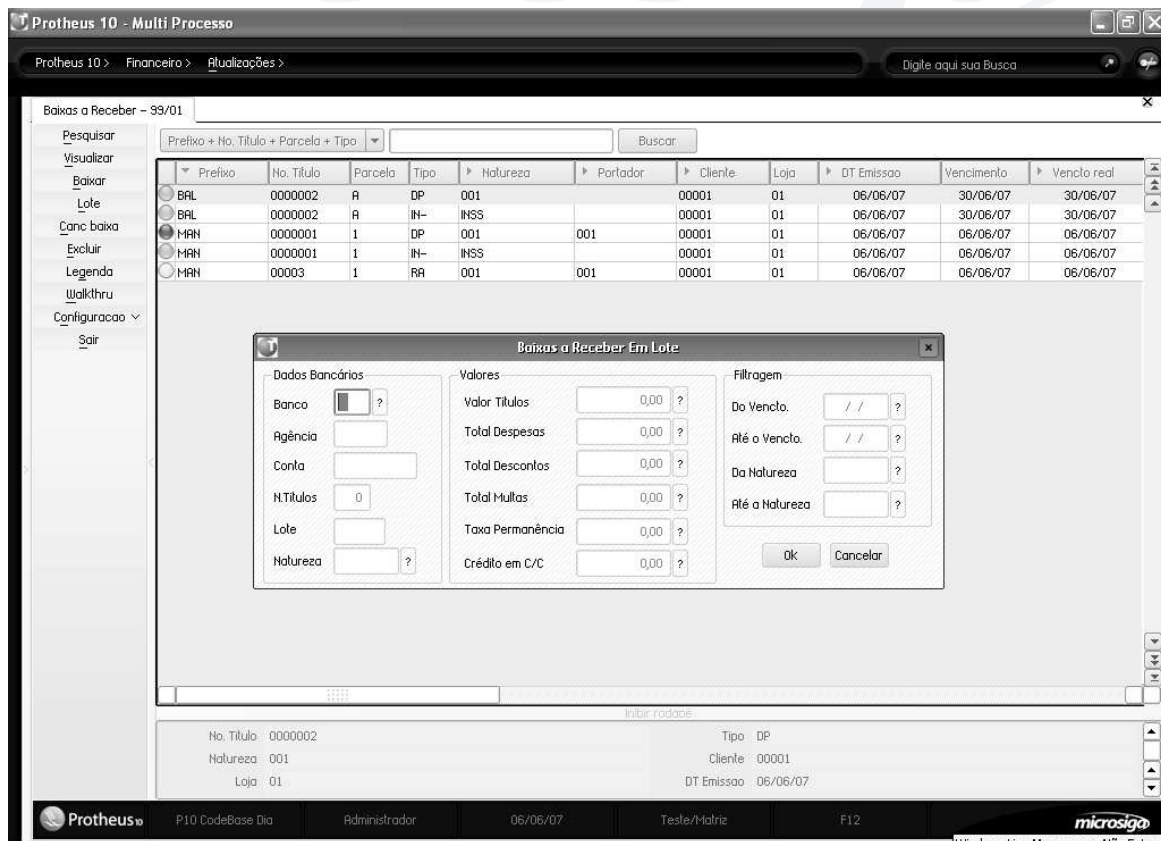 Protheus 10 - Multi Processo
Protheus 10 > Financeiro > Atualizações >
Digite aqui sua Busca
Baixas a Receber - 99/01
Pesquisar
Visualizar
Baixar
Lote
Canc baixa
Excluir
Legenda
Walkthru
Configuracao
Sair
Prefixo + No. Título + Parcela + Tipo
Buscar
Prefixo No. Titulo Parcela Tipo Natureza Portador Cliente Loja DT Emissao Vencimento Vencto real
BAL 0000002 A DP 001 00001 01 06/06/07 30/06/07 30/06/07
BAL 0000002 A IN- INSS 00001 01 06/06/07 30/06/07 30/06/07
MAN 0000001 1 DP 001 001 00001 01 06/06/07 06/06/07 06/06/07
MAN 0000001 1 IN- INSS 00001 01 06/06/07 06/06/07 06/06/07
MAN 00003 1 RA 001 001 00001 01 06/06/07 06/06/07 06/06/07
Baixas a Receber Em Lote
Dados Bancários
Banco ?
Agência
Conta
N.Titulos 0
Lote
Natureza ?
Valores
Valor Titulos 0,00 ?
Total Despesas 0,00 ?
Total Descontos 0,00 ?
Total Multas 0,00 ?
Taxa Permanência 0,00 ?
Crédito em C/C 0,00 ?
Filtragem
Do Vencto. / / ?
Até o Vencto. / / ?
Da Natureza ?
Até a Natureza ?
Ok Cancelar
Inibir rodapé
No. Titulo 0000002 Tipo DP
Natureza 001 Cliente 00001
Loja 01 DT Emissao 06/06/07
Protheus 10 P10 CodeBase Dia Administrador 06/06/07 Teste/Matriz F12 microsiga